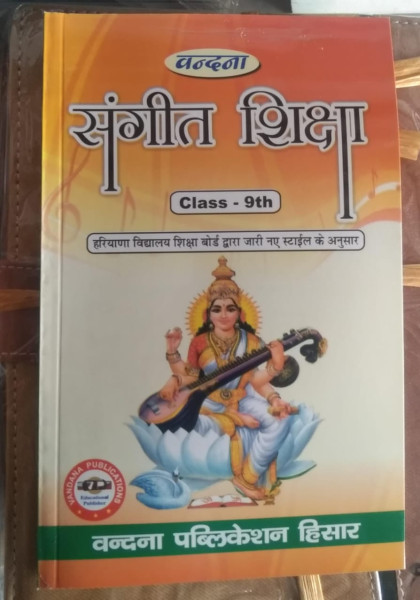 वन्दना
संगीत शिक्षा
Class - 9th
हरियाणा विद्यालय शिक्षा बोर्ड द्वारा जारी नए स्टाईल के अनुसार
VANDANA PUBLICATIONS
Educational
Publisher
वन्दना पब्लिकेशन हिसार